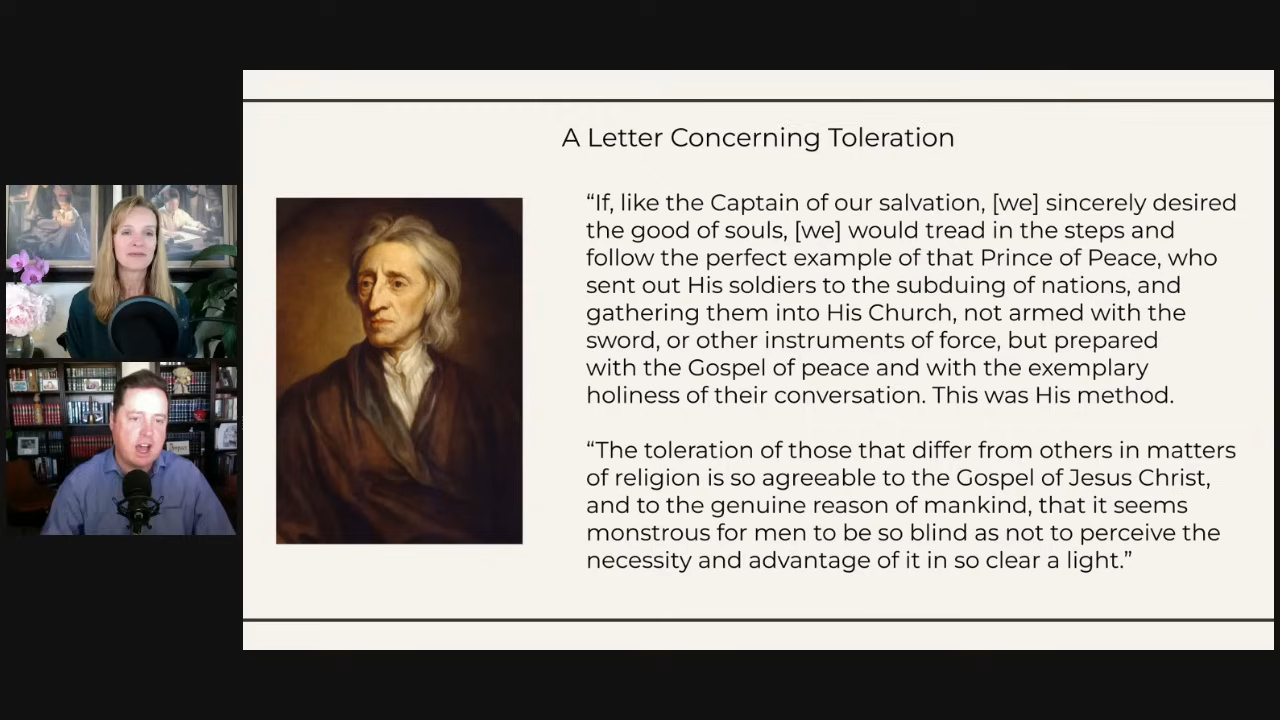 A Letter Concerning Toleration
“If, like the Captain of our salvation, [we] sincerely desired
the good of souls, [we] would tread in the steps and
follow the perfect example of that Prince of Peace, who
sent out His soldiers to the subduing of nations, and
gathering them into His Church, not armed with the
sword, or other instruments of force, but prepared
with the Gospel of peace and with the exemplary
holiness of their conversation. This was His method.
“The toleration of those that differ from others in matters
of religion is so agreeable to the Gospel of Jesus Christ,
and to the genuine reason of mankind, that it seems
monstrous for men to be so blind as not to perceive the
necessity and advantage of it in so clear a light.”